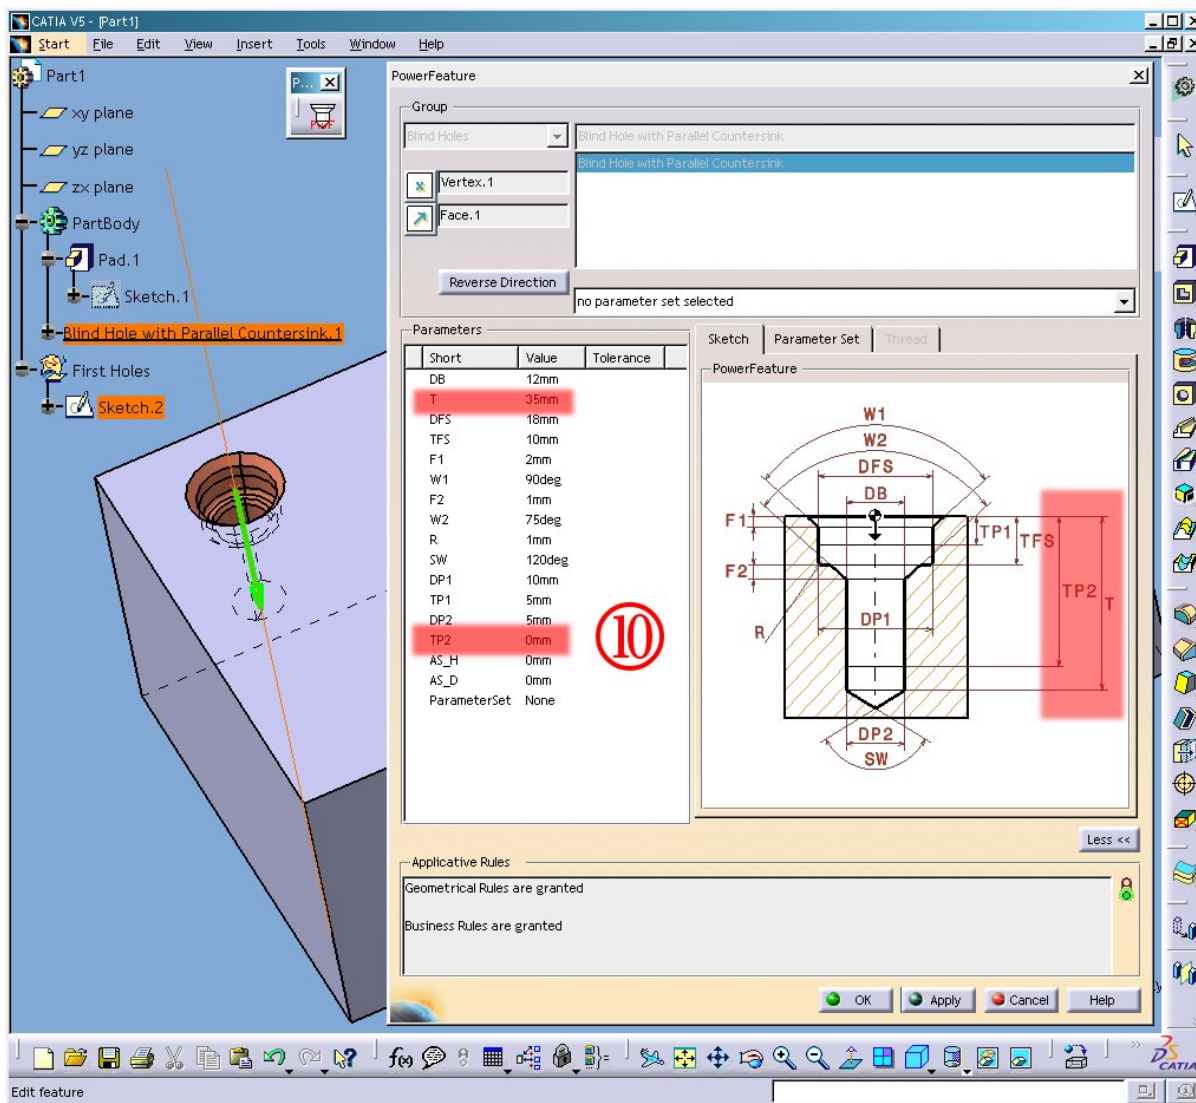 CATIA V5 - [Part1]
Start File Edit View Insert Tools Window Help
Part1
xy plane
yz plane
zx plane
PartBody
Pad.1
Sketch.1
Blind Hole with Parallel Countersink.1
First Holes
Sketch.2
P...
PowerFeature
Group
Blind Holes
Blind Hole with Parallel Countersink
Blind Hole with Parallel Countersink
Vertex.1
Face.1
Reverse Direction
no parameter set selected
Parameters
Short Value Tolerance
DB 12mm
T 35mm
DFS 18mm
TFS 10mm
F1 2mm
W1 90deg
F2 1mm
W2 75deg
R 1mm
SW 120deg
DP1 10mm
TP1 5mm
DP2 5mm
TP2 0mm
AS_H 0mm
AS_D 0mm
ParameterSet None
⑩
Sketch Parameter Set Thread
PowerFeature
W1
W2
DFS
DB
F1
TP1
TFS
F2
TP2
T
R
DP1
DP2
SW
Less <<
Applicative Rules
Geometrical Rules are granted
Business Rules are granted
OK Apply Cancel Help
f(x)
CATIA
Edit feature